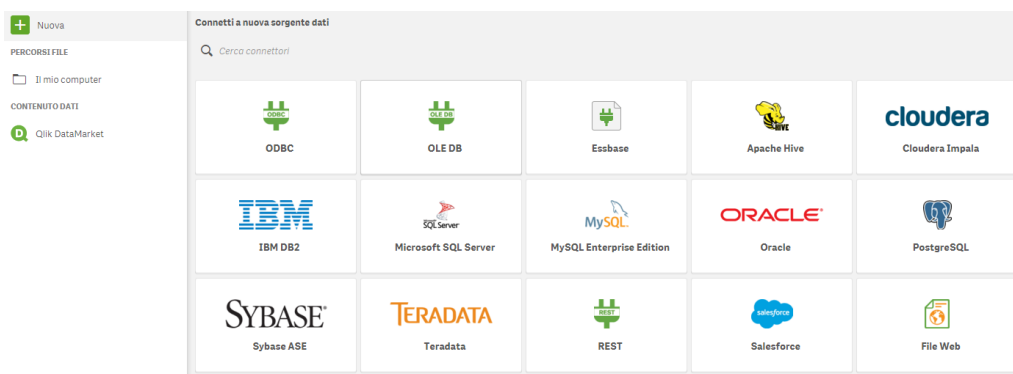 Nuova
Connetti a nuova sorgente dati
PERCORSI FILE
Cerca connettori
Il mio computer
CONTENUTO DATI
Qlik DataMarket
ODBC
OLE DB
HIVE
cloudera
ODBC
OLE DB
Essbase
Apache Hive
Cloudera Impala
IBM
SQL Server
MySQL
ORACLE
IBM DB2
Microsoft SQL Server
MySQL Enterprise Edition
Oracle
PostgreSQL
SYBASE
TERADATA
REST
salesforce
Sybase ASE
Teradata
REST
Salesforce
File Web